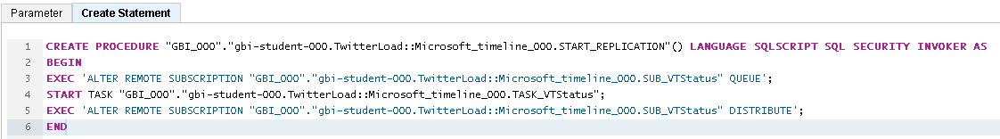 Parameter Create Statement
1 CREATE PROCEDURE "GBI_000"."gbi-student-000.TwitterLoad::Microsoft_timeline_000.START_REPLICATION"() LANGUAGE SQLSCRIPT SQL SECURITY INVOKER AS
2 BEGIN
3 EXEC 'ALTER REMOTE SUBSCRIPTION "GBI_000"."gbi-student-000.TwitterLoad::Microsoft_timeline_000.SUB_VTStatus" QUEUE';
4 START TASK "GBI_000"."gbi-student-000.TwitterLoad::Microsoft_timeline_000.TASK_VTStatus";
5 EXEC 'ALTER REMOTE SUBSCRIPTION "GBI_000"."gbi-student-000.TwitterLoad::Microsoft_timeline_000.SUB_VTStatus" DISTRIBUTE';
6 END